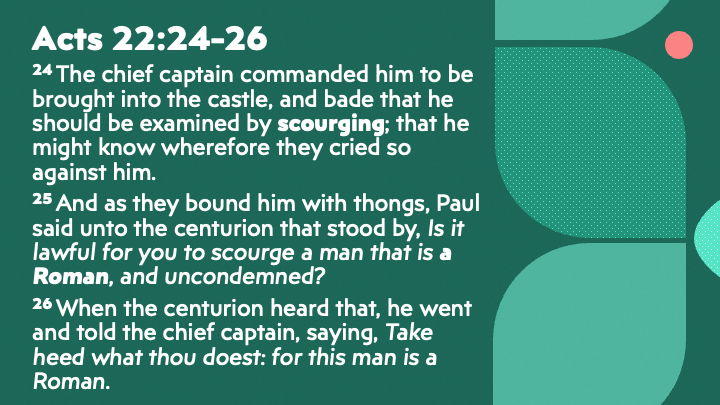 Acts 22:24-26
24 The chief captain commanded him to be
brought into the castle, and bade that he
should be examined by scourging; that he
might know wherefore they cried so
against him.
25 And as they bound him with thongs, Paul
said unto the centurion that stood by, Is it
lawful for you to scourge a man that is a
Roman, and uncondemned?
26 When the centurion heard that, he went
and told the chief captain, saying, Take
heed what thou doest: for this man is a
Roman.